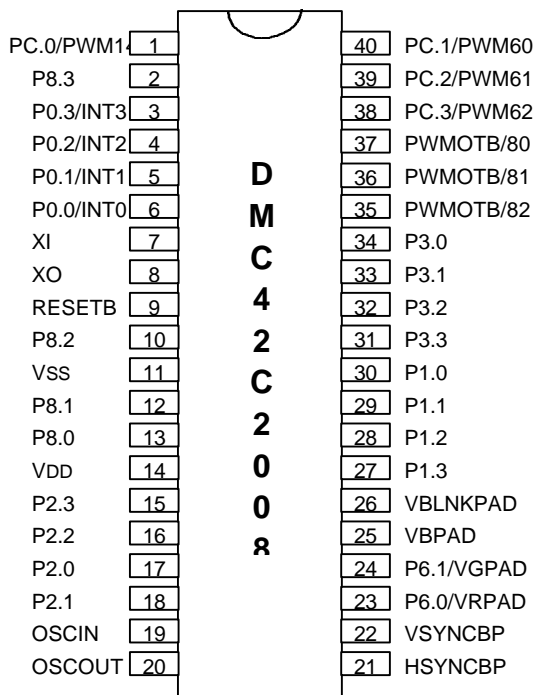 PC.0/PWM14 1 40 PC.1/PWM60
P8.3 2 39 PC.2/PWM61
P0.3/INT3 3 38 PC.3/PWM62
P0.2/INT2 4 37 PWMOTB/80
P0.1/INT1 5 36 PWMOTB/81
P0.0/INT0 6 35 PWMOTB/82
XI 7 34 P3.0
XO 8 33 P3.1
RESETB 9 32 P3.2
P8.2 10 31 P3.3
VSS 11 30 P1.0
P8.1 12 29 P1.1
P8.0 13 28 P1.2
VDD 14 27 P1.3
P2.3 15 26 VBLNKPAD
P2.2 16 25 VBPAD
P2.0 17 24 P6.1/VGPAD
P2.1 18 23 P6.0/VRPAD
OSCIN 19 22 VSYNCBP
OSCOUT 20 21 HSYNCBP
DMC42C2008